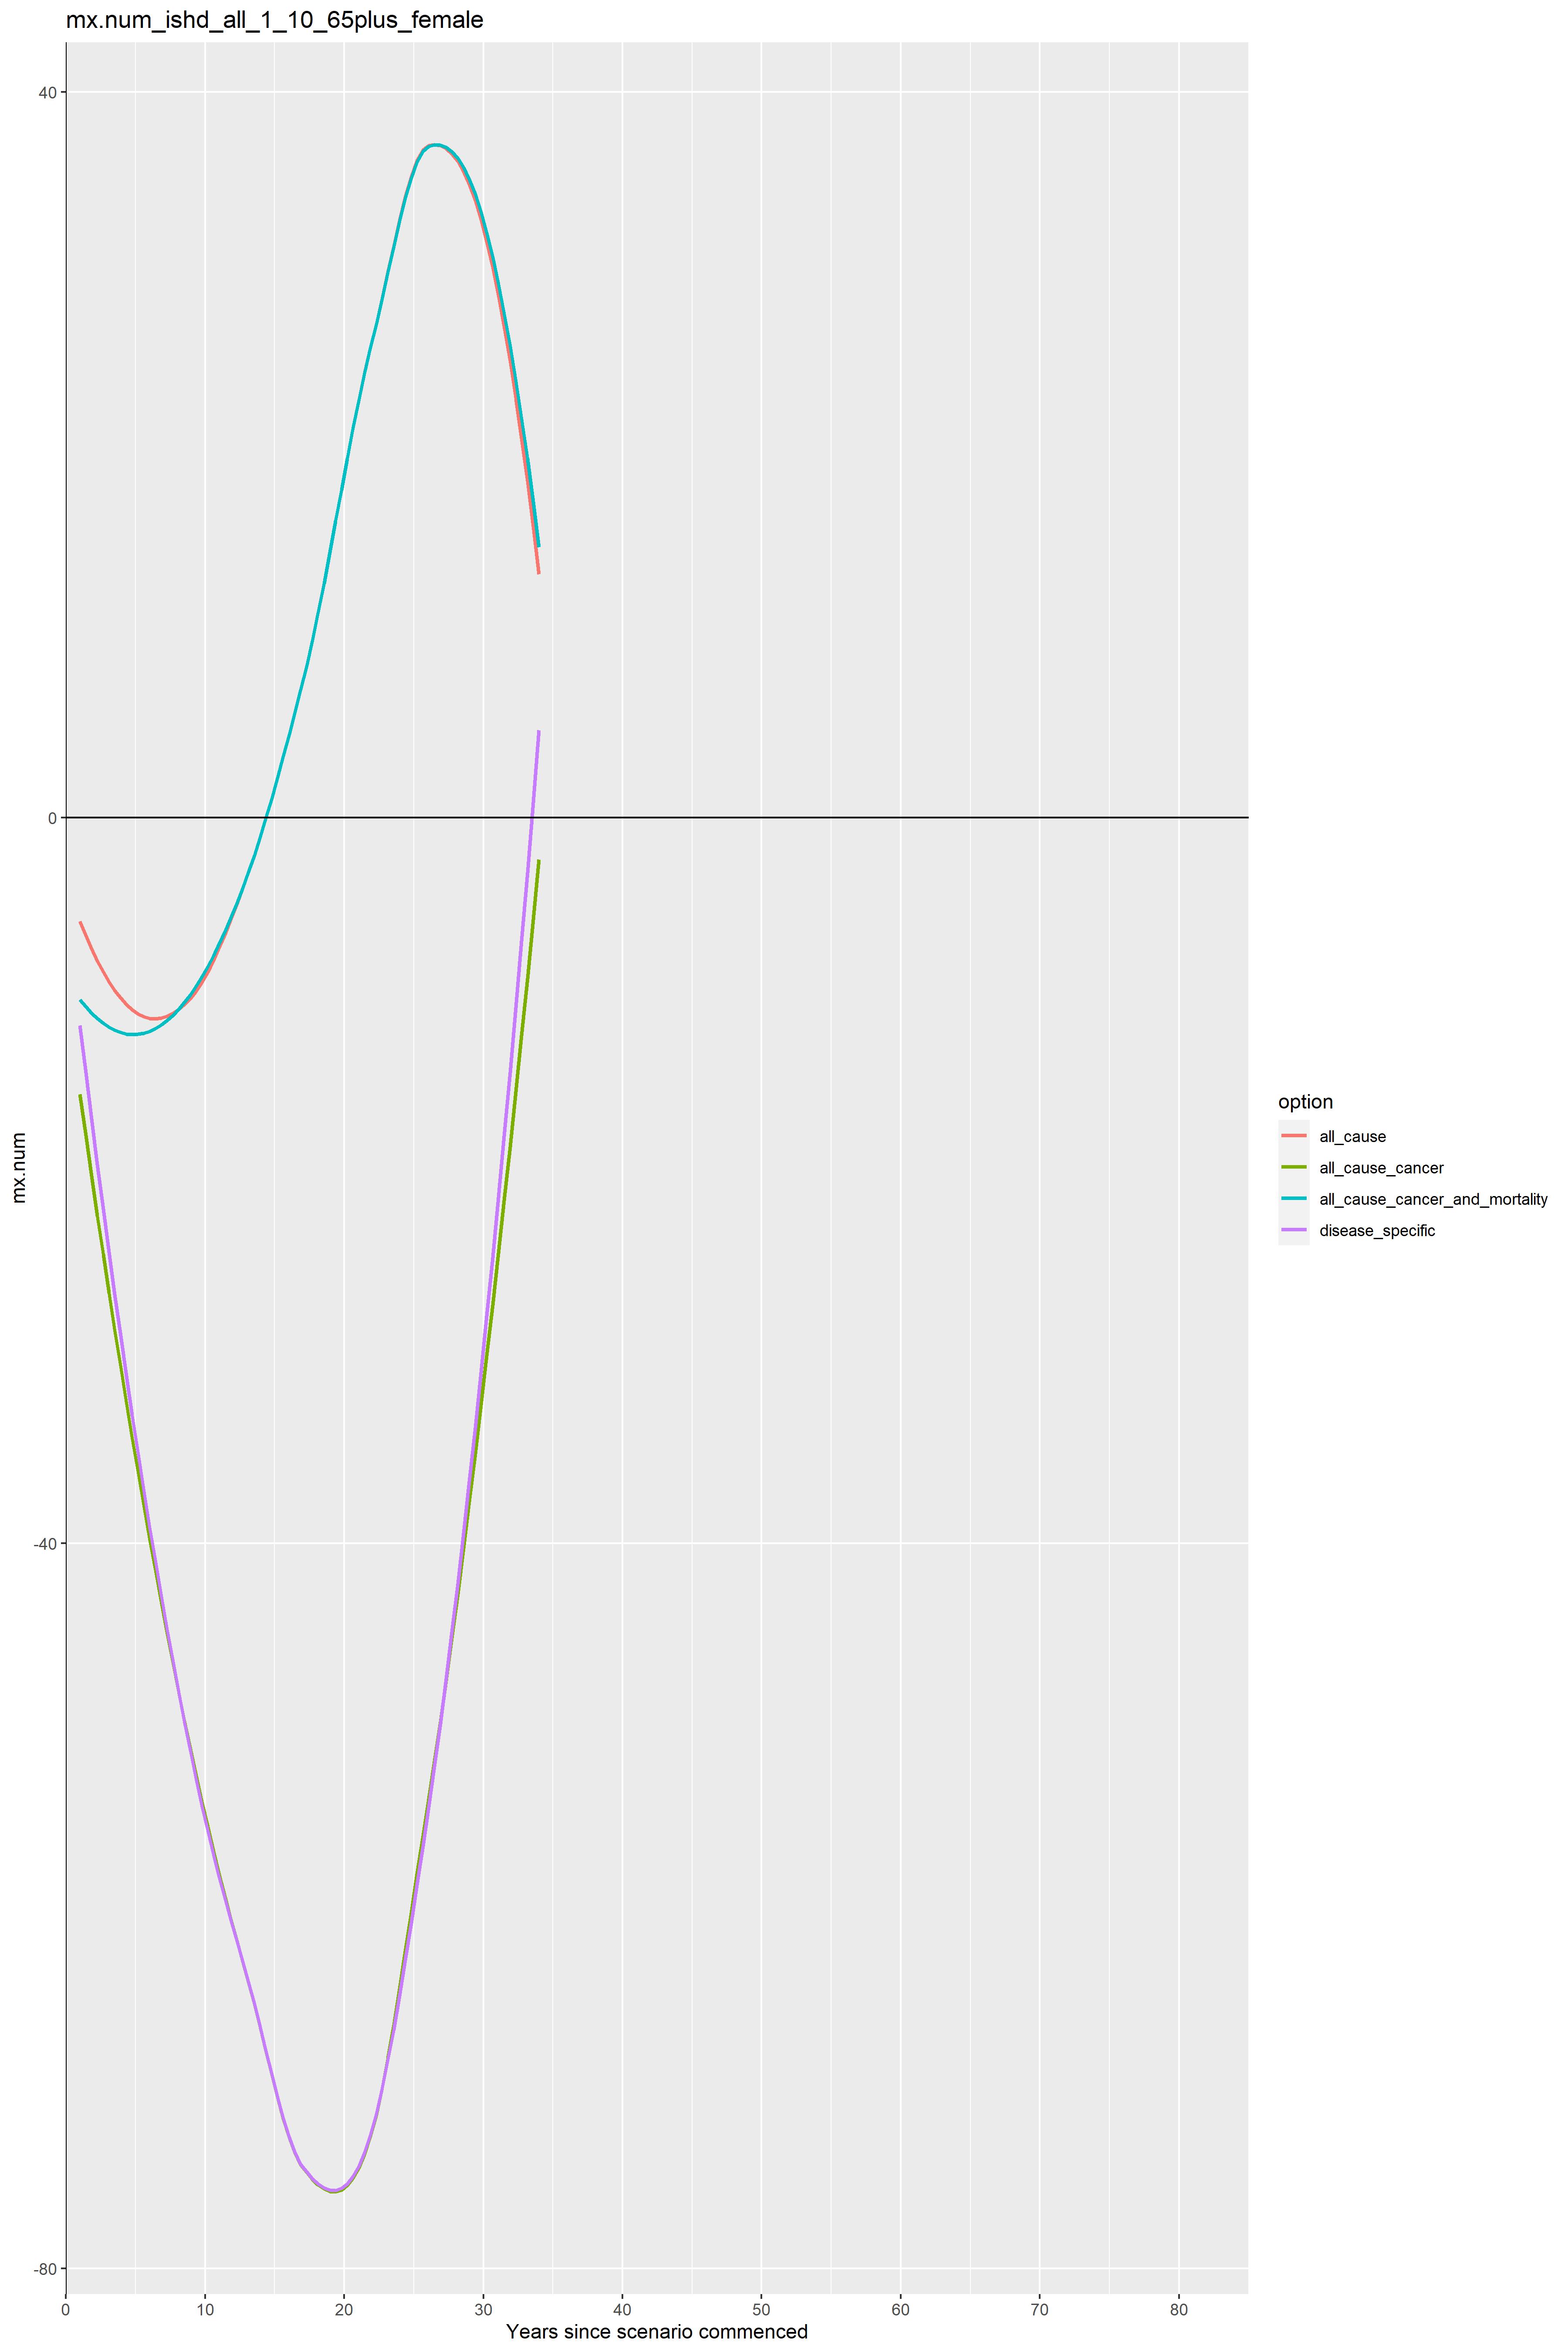 mx.num_ishd_all_1_10_65plus_female
40
0
-40
-80
mx.num
0 10 20 30 40 50 60 70 80
Years since scenario commenced
option
all_cause
all_cause_cancer
all_cause_cancer_and_mortality
disease_specific